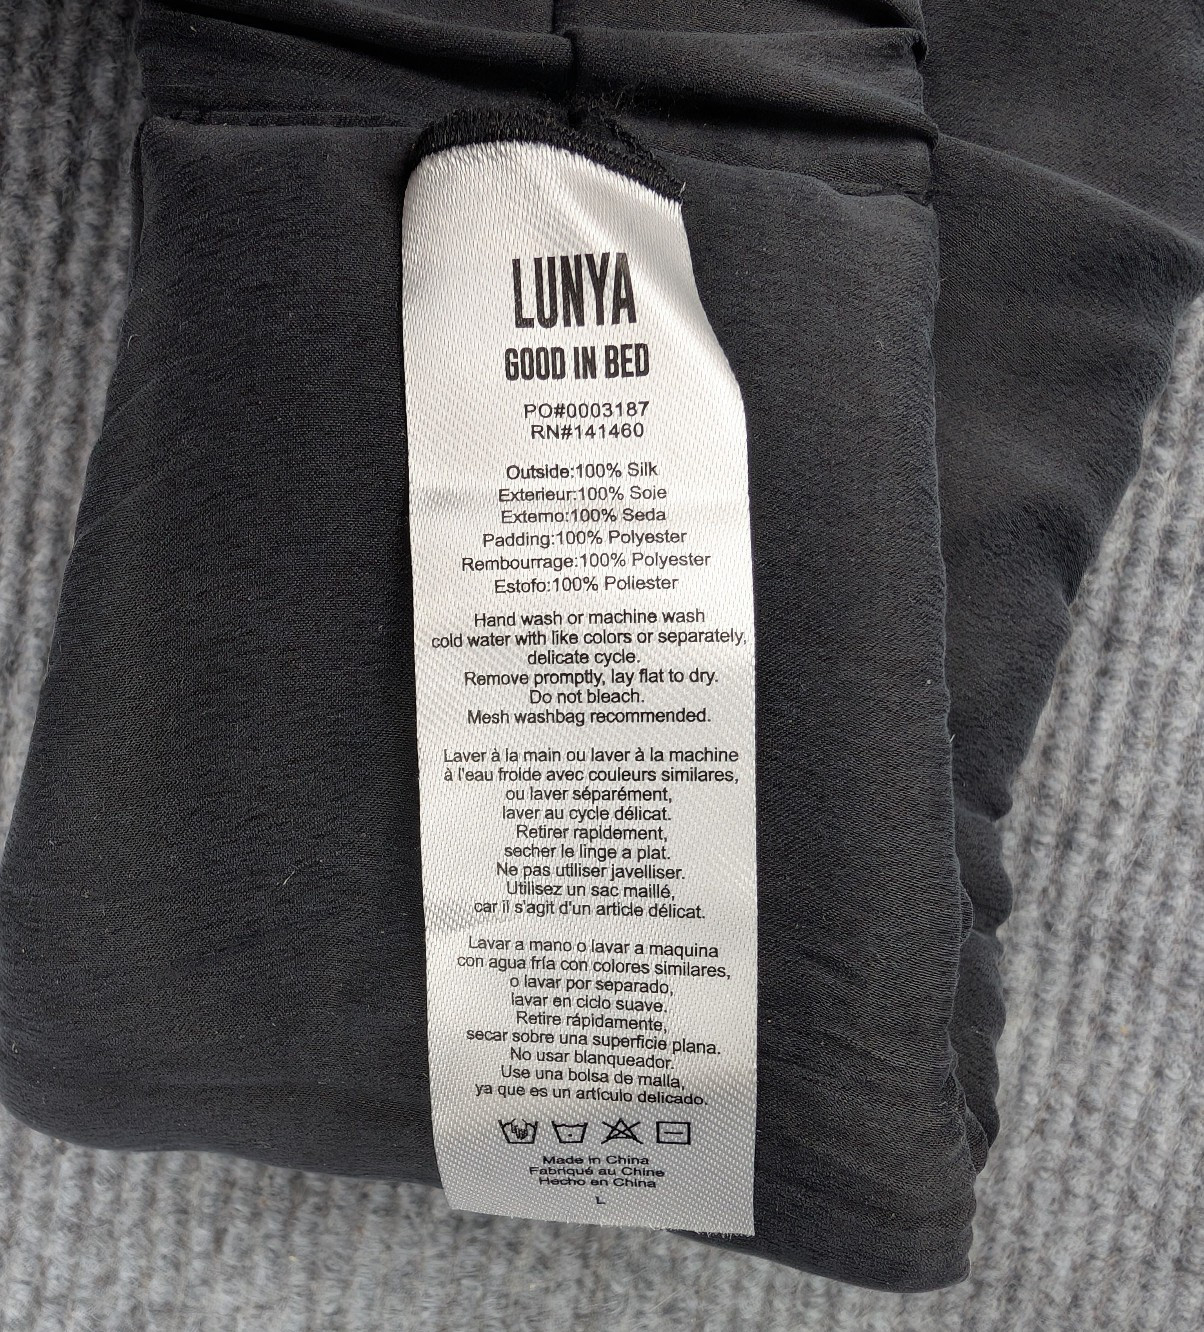 LUNYA
GOOD IN BED
PO#0003187
RN#141460
Outside:100% Silk
Exterieur:100% Soie
Externo:100% Seda
Padding:100% Polyester
Rembourrage:100% Polyester
Estofo:100% Poliester
Hand wash or machine wash
cold water with like colors or separately,
delicate cycle.
Remove promptly, lay flat to dry.
Do not bleach.
Mesh washbag recommended.
Laver à la main ou laver à la machine
à l'eau froide avec couleurs similares,
ou laver séparément,
laver au cycle délicat.
Retirer rapidement,
secher le linge a plat.
Ne pas utiliser javelliser.
Utilisez un sac maillé,
car il s'agit d'un article délicat.
Lavar a mano o lavar a maquina
con agua fría con colores similares,
o lavar por separado,
lavar en ciclo suave.
Retire rápidamente,
secar sobre una superficie plana.
No usar blanqueador.
Use una bolsa de malla,
ya que es un artículo delicado.
Made in China
Fabriqué au Chine
Hecho en China
L